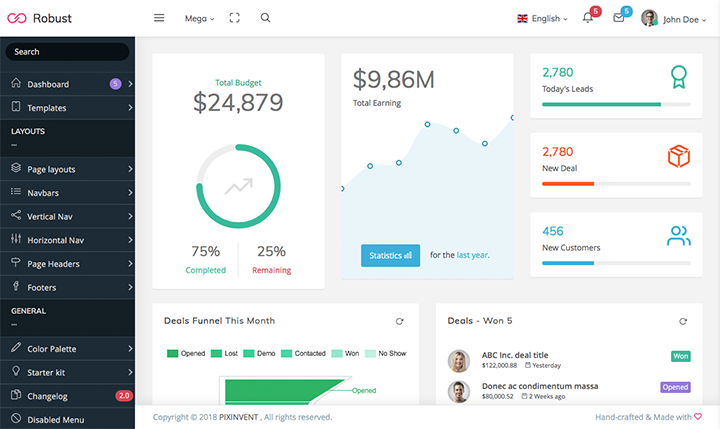 Robust
Mega
English
5
5
John Doe
Search
Dashboard
5
Templates
LAYOUTS
Page layouts
Navbars
Vertical Nav
Horizontal Nav
Page Headers
Footers
GENERAL
Color Palette
Starter kit
Changelog
2.0
Disabled Menu
Total Budget
$24,879
75%
Completed
25%
Remaining
$9,86M
Total Earning
Statistics
for the last year.
2,780
Today's Leads
2,780
New Deal
456
New Customers
Deals Funnel This Month
Opened Lost Demo Contacted Won No Show
Opened
Deals - Won 5
ABC Inc. deal title
$122,000.88 Yesterday
Won
Donec ac condimentum massa
$80,000.52 2 Weeks ago
Opened
Copyright © 2018 PIXINVENT , All rights reserved.
Hand-crafted & Made with